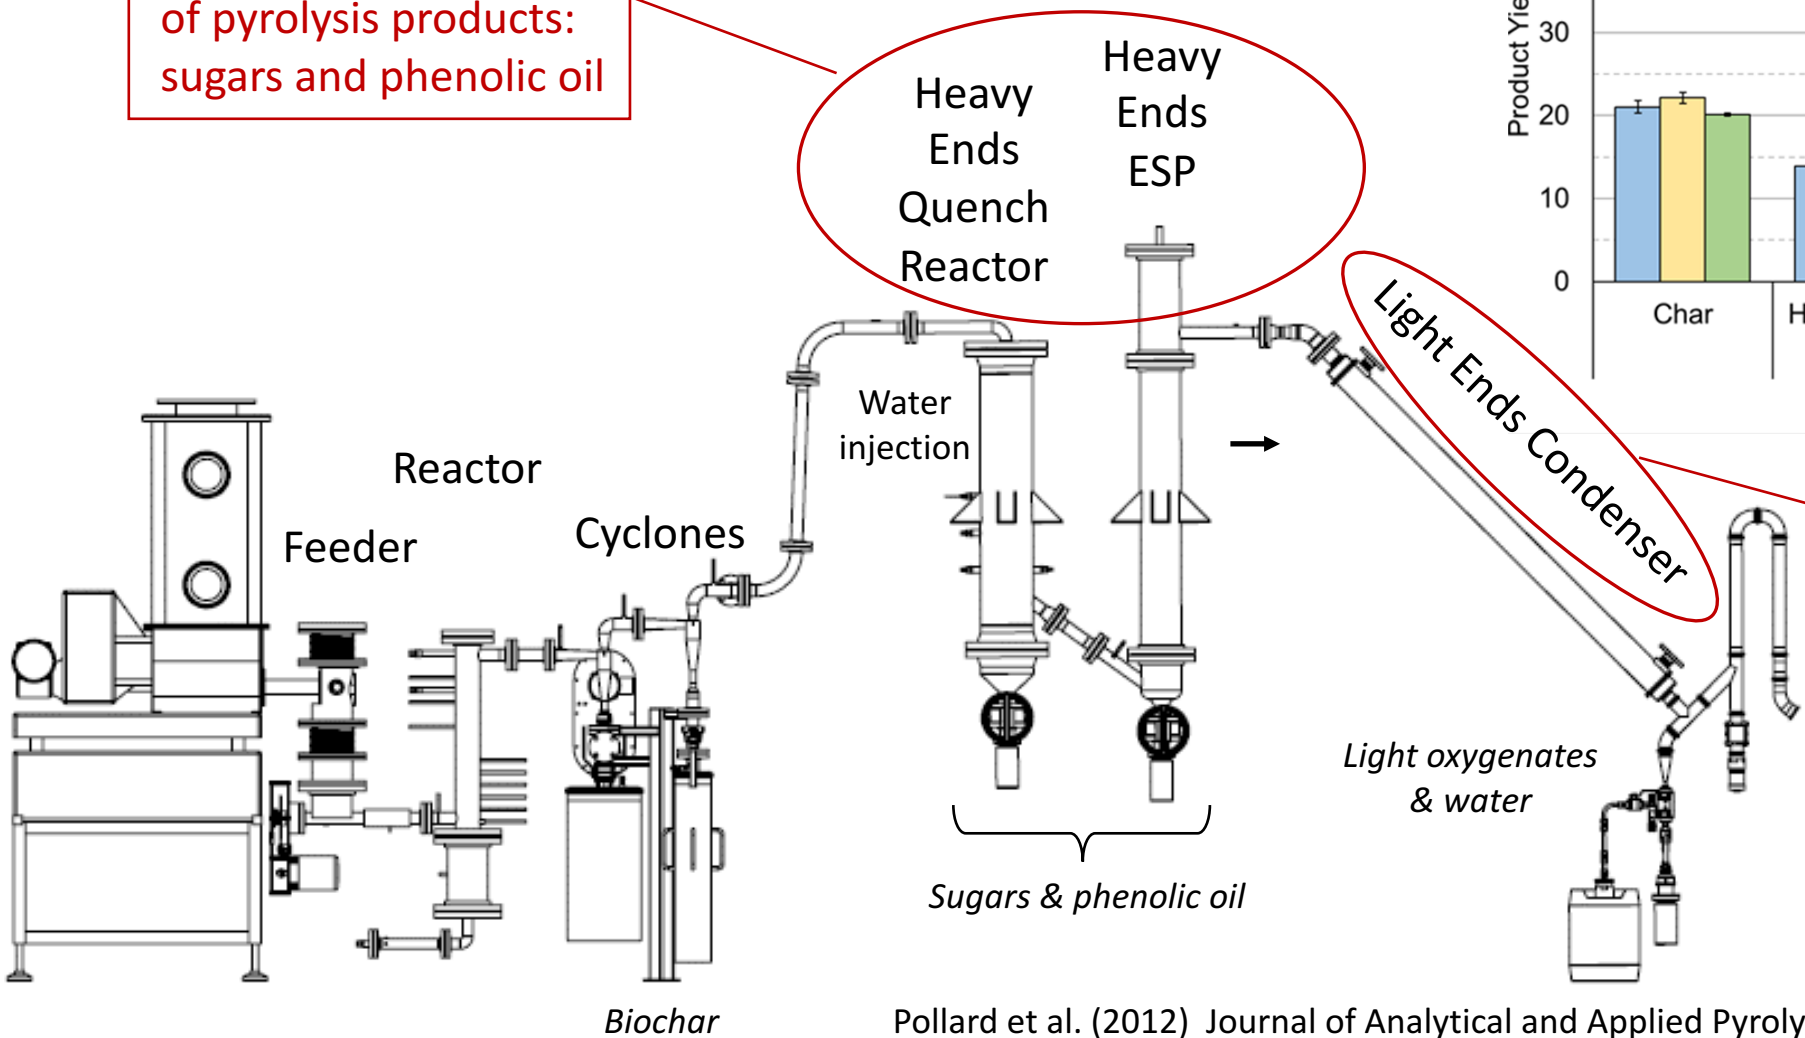 of pyrolysis products:
sugars and phenolic oil
Heavy
Ends
Quench
Reactor
Heavy
Ends
ESP
30
20
10
0
Char
Light Ends Condenser
Water
injection
Reactor
Feeder
Cyclones
Light oxygenates
& water
Sugars & phenolic oil
Biochar
Pollard et al. (2012) Journal of Analytical and Applied